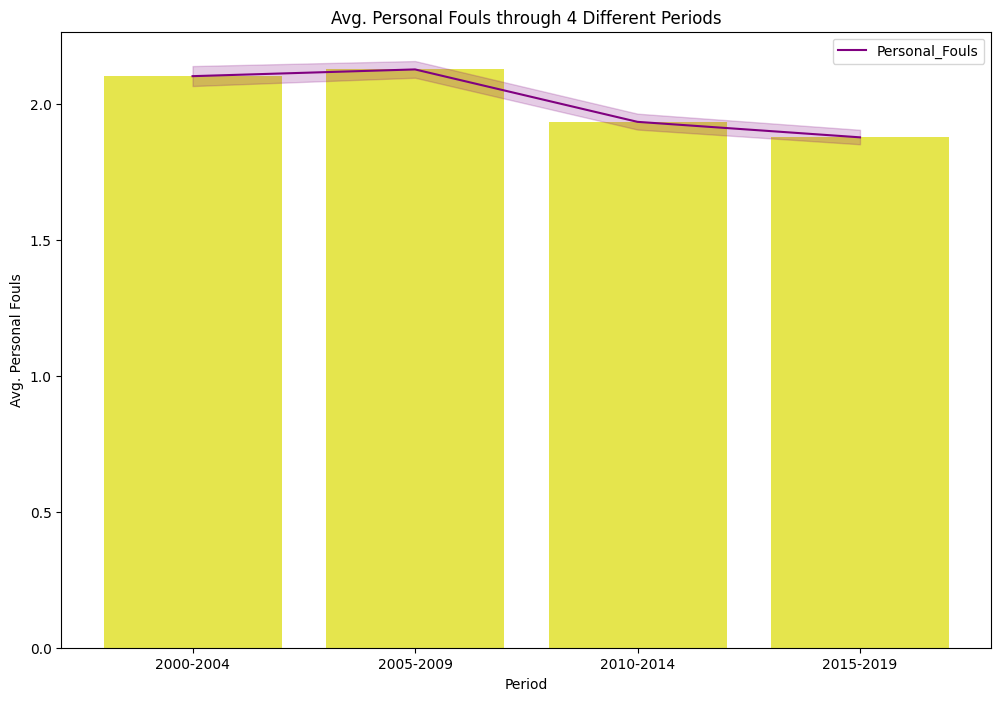 Avg. Personal Fouls through 4 Different Periods
Personal_Fouls
Avg. Personal Fouls
2.0
1.5
1.0
0.5
0.0
2000-2004
2005-2009
2010-2014
2015-2019
Period